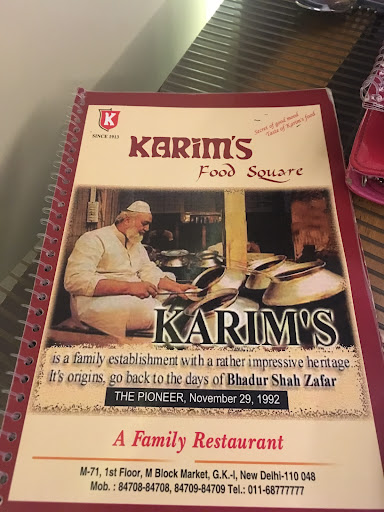 K
SINCE 1913
Secret of good mood
Taste of Karim's food
KARIM'S
Food Square
KARIM'S
is a family establishment with a rather impressive heritage
It's origins, go back to the days of Bhadur Shah Zafar
THE PIONEER, November 29, 1992
A Family Restaurant
M-71, 1st Floor, M Block Market, G.K.-I, New Delhi-110 048
Mob. : 84708-84708, 84709-84709 Tel.: 011-68777777